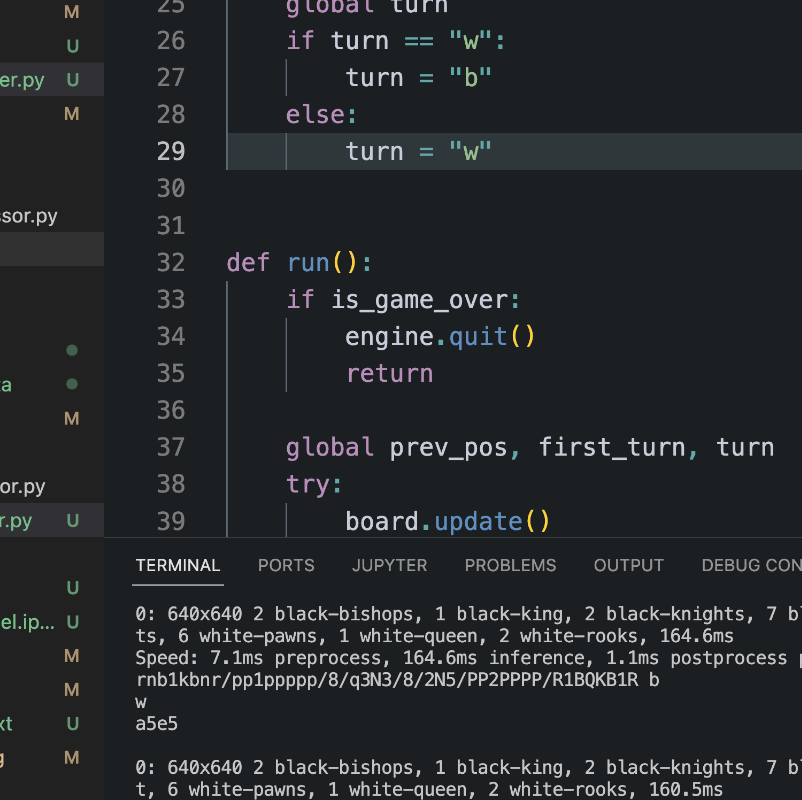 M
25 global turn
U
26 if turn == "w":
er.py U
27 turn = "b"
M
28 else:
29 turn = "w"
30
ssor.py
31
32 def run():
33 if is_game_over:
34 engine.quit()
35 return
a
36
M
37 global prev_pos, first_turn, turn
or.py
38 try:
r.py U
39 board.update()
TERMINAL PORTS JUPYTER PROBLEMS OUTPUT DEBUG CON
U
0: 640x640 2 black-bishops, 1 black-king, 2 black-knights, 7 bl
el.ip... U
ts, 6 white-pawns, 1 white-queen, 2 white-rooks, 164.6ms
M
Speed: 7.1ms preprocess, 164.6ms inference, 1.1ms postprocess p
rnb1kbnr/pp1ppppp/8/q3N3/8/2N5/PP2PPPP/R1BQKB1R b
M
w
xt U
a5e5
g M
0: 640x640 2 black-bishops, 1 black-king, 2 black-knights, 7 bl
t, 6 white-pawns, 1 white-queen, 2 white-rooks, 160.5ms